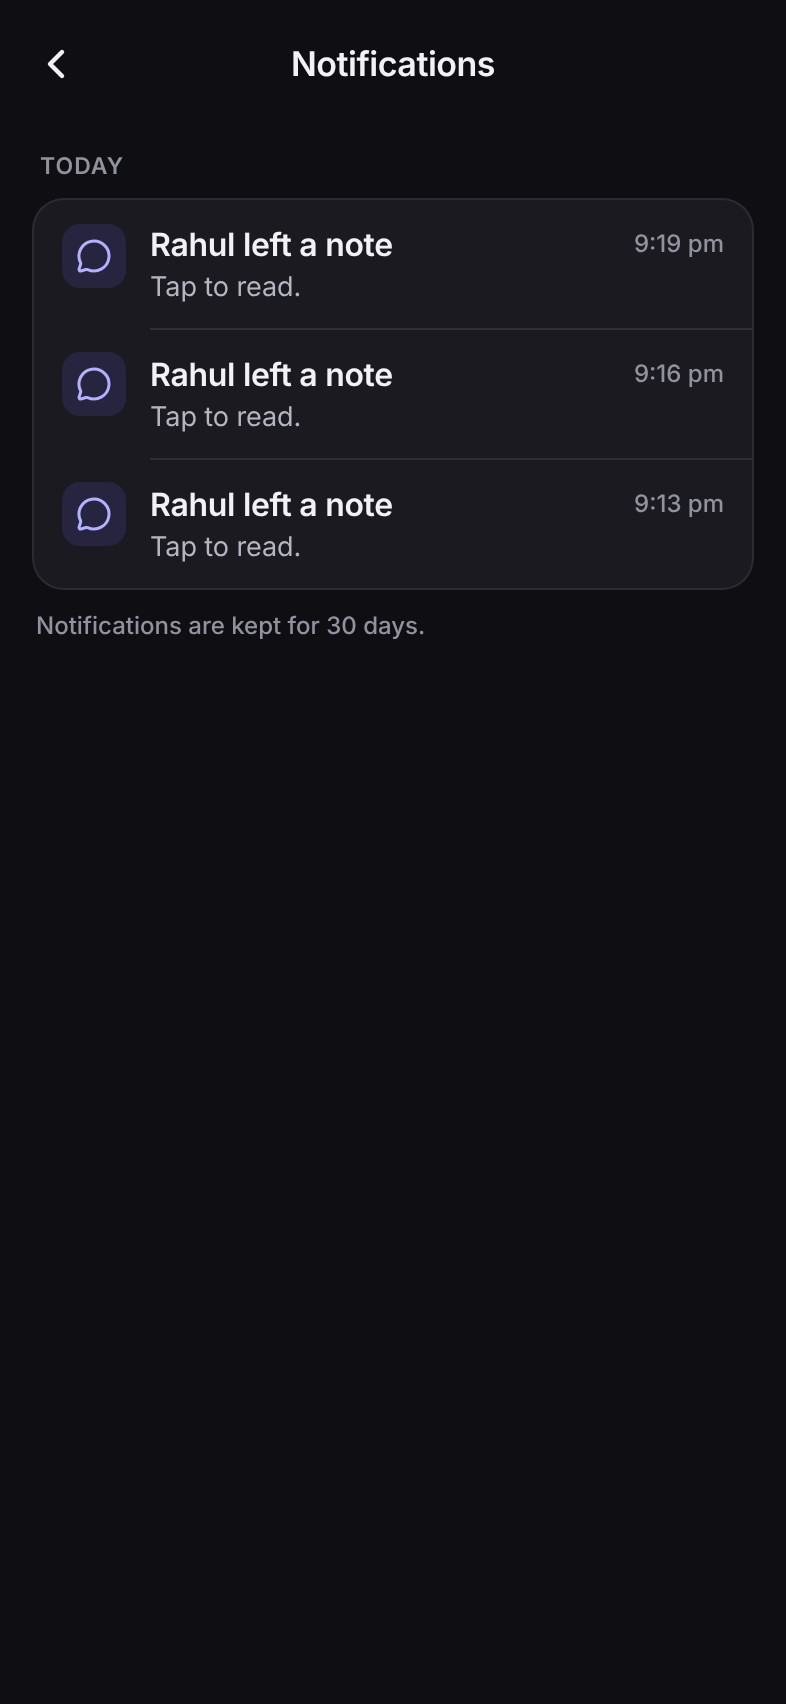 Notifications
TODAY
Rahul left a note
9:19 pm
Tap to read.
Rahul left a note
9:16 pm
Tap to read.
Rahul left a note
9:13 pm
Tap to read.
Notifications are kept for 30 days.